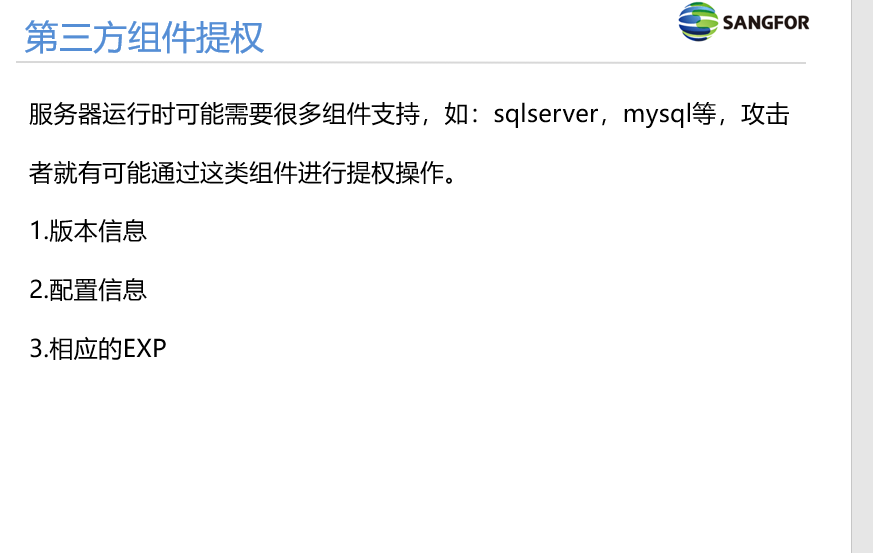 第三方组件提权
SANGFOR
服务器运行时可能需要很多组件支持，如：sqlserver，mysql等，攻击
者就有可能通过这类组件进行提权操作。
1.版本信息
2.配置信息
3.相应的EXP